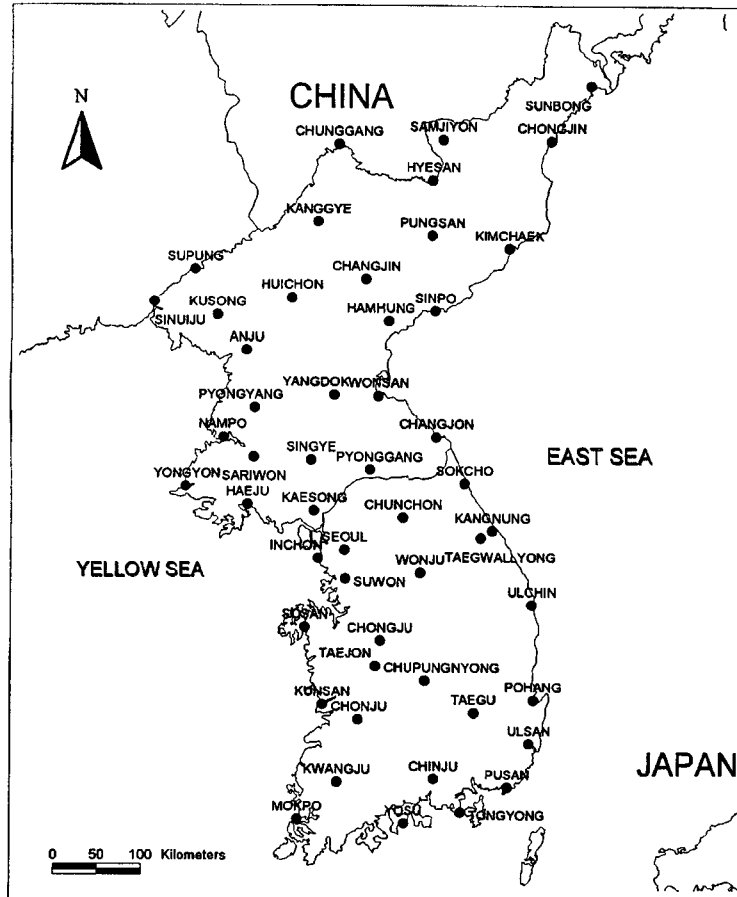 CHINA
N
SUNBONG
CHUNGGANG
SAMJIYON
CHONGJIN
HYESAN
KANGGYE
PUNGSAN
KIMCHAEK
SUPUNG
CHANGJIN
HUICHON
SINPO
KUSONG
HAMHUNG
SINUIJU
ANJU
YANGDOK
WONSAN
PYONGYANG
NAMPO
CHANGJON
SINGYE
EAST SEA
PYONGGANG
YONGYON
SARIWON
SOKCHO
HAEJU
KAESONG
CHUNCHON
KANGNUNG
SEOUL
INCHON
WONJU
TAEGWALLYONG
YELLOW SEA
SUWON
ULCHIN
SOSAN
CHONGJU
TAEJON
CHUPUNGNYONG
KUNSAN
POHANG
CHONJU
TAEGU
ULSAN
KWANGJU
CHINJU
JAPAN
PUSAN
MOKPO
YOSU
TONGYONG
0 50 100 Kilometers